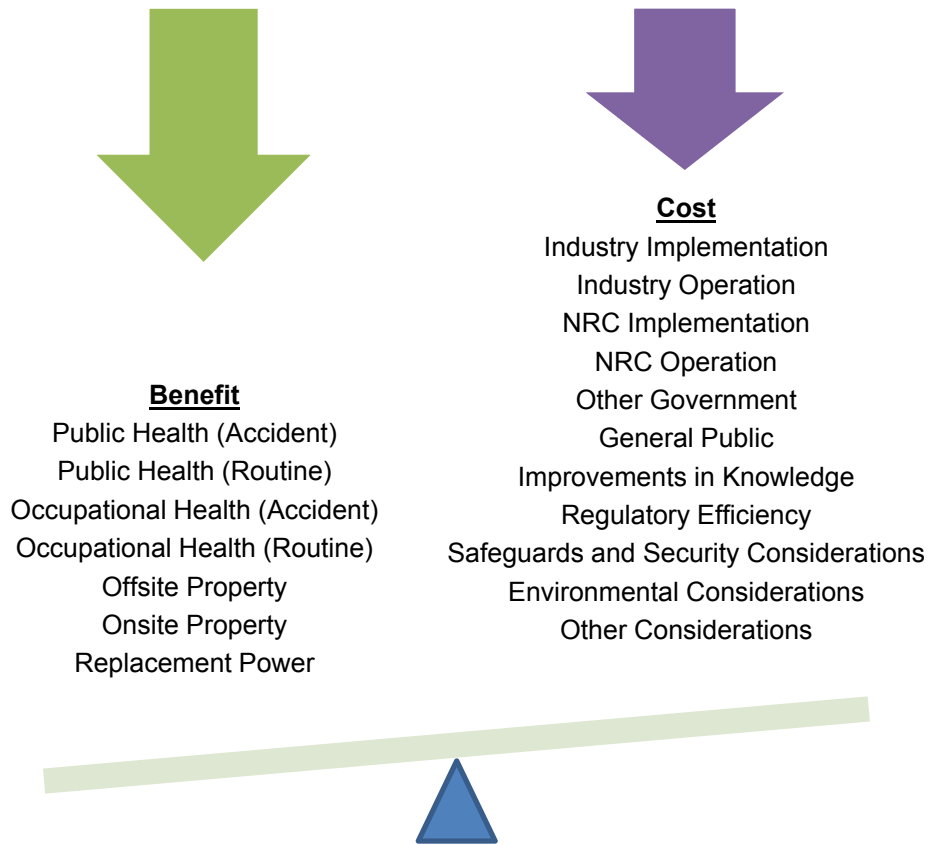 Benefit
Public Health (Accident)
Public Health (Routine)
Occupational Health (Accident)
Occupational Health (Routine)
Offsite Property
Onsite Property
Replacement Power
Cost
Industry Implementation
Industry Operation
NRC Implementation
NRC Operation
Other Government
General Public
Improvements in Knowledge
Regulatory Efficiency
Safeguards and Security Considerations
Environmental Considerations
Other Considerations